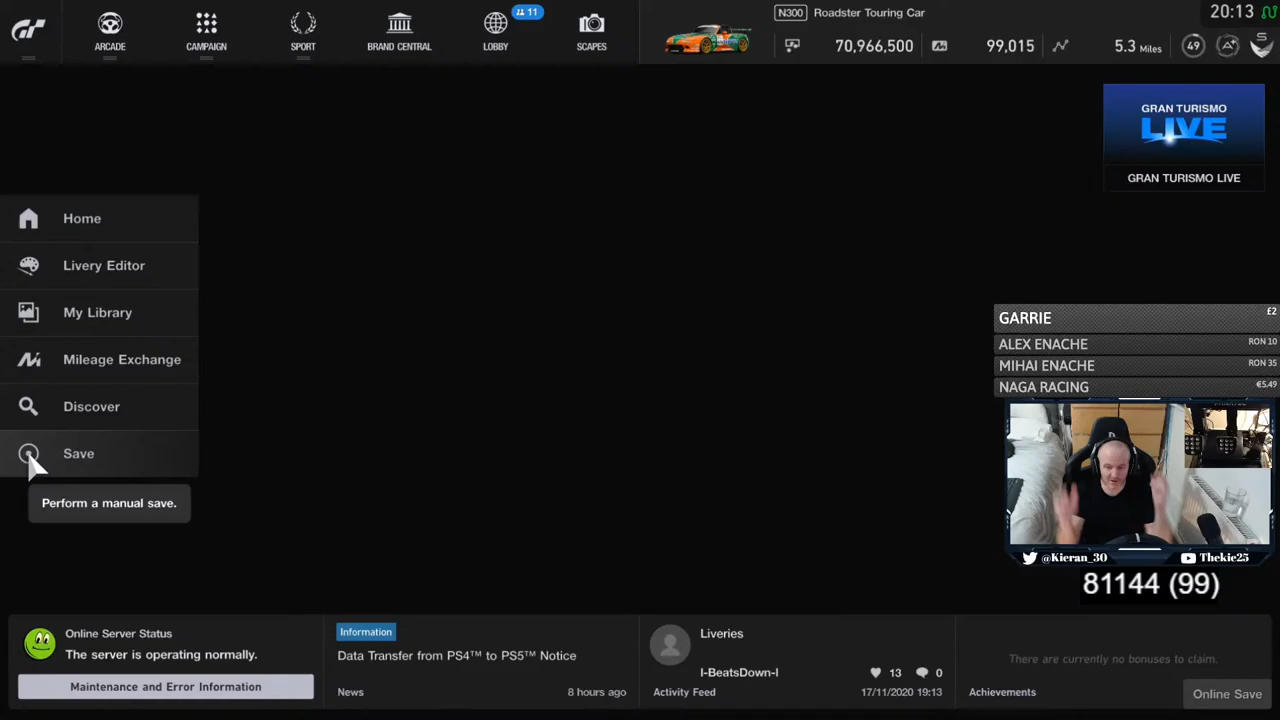 ARCADE
CAMPAIGN
SPORT
BRAND CENTRAL
11
LOBBY
SCAPES
N300 Roadster Touring Car
70,966,500
99,015
5.3 Miles
49
A+
S
20:13
GRAN TURISMO
LIVE
GRAN TURISMO LIVE
Home
Livery Editor
My Library
Mileage Exchange
Discover
Save
Perform a manual save.
GARRIE £2
ALEX ENACHE RON 10
MIHAI ENACHE RON 35
NAGA RACING €5.49
@Kieran_30 Thekie25
81144 (99)
Online Server Status
The server is operating normally.
Maintenance and Error Information
Information
Data Transfer from PS4™ to PS5™ Notice
News 8 hours ago
Liveries
I-BeatsDown-I 13 0
Activity Feed 17/11/2020 19:13
There are currently no bonuses to claim.
Achievements
Online Save